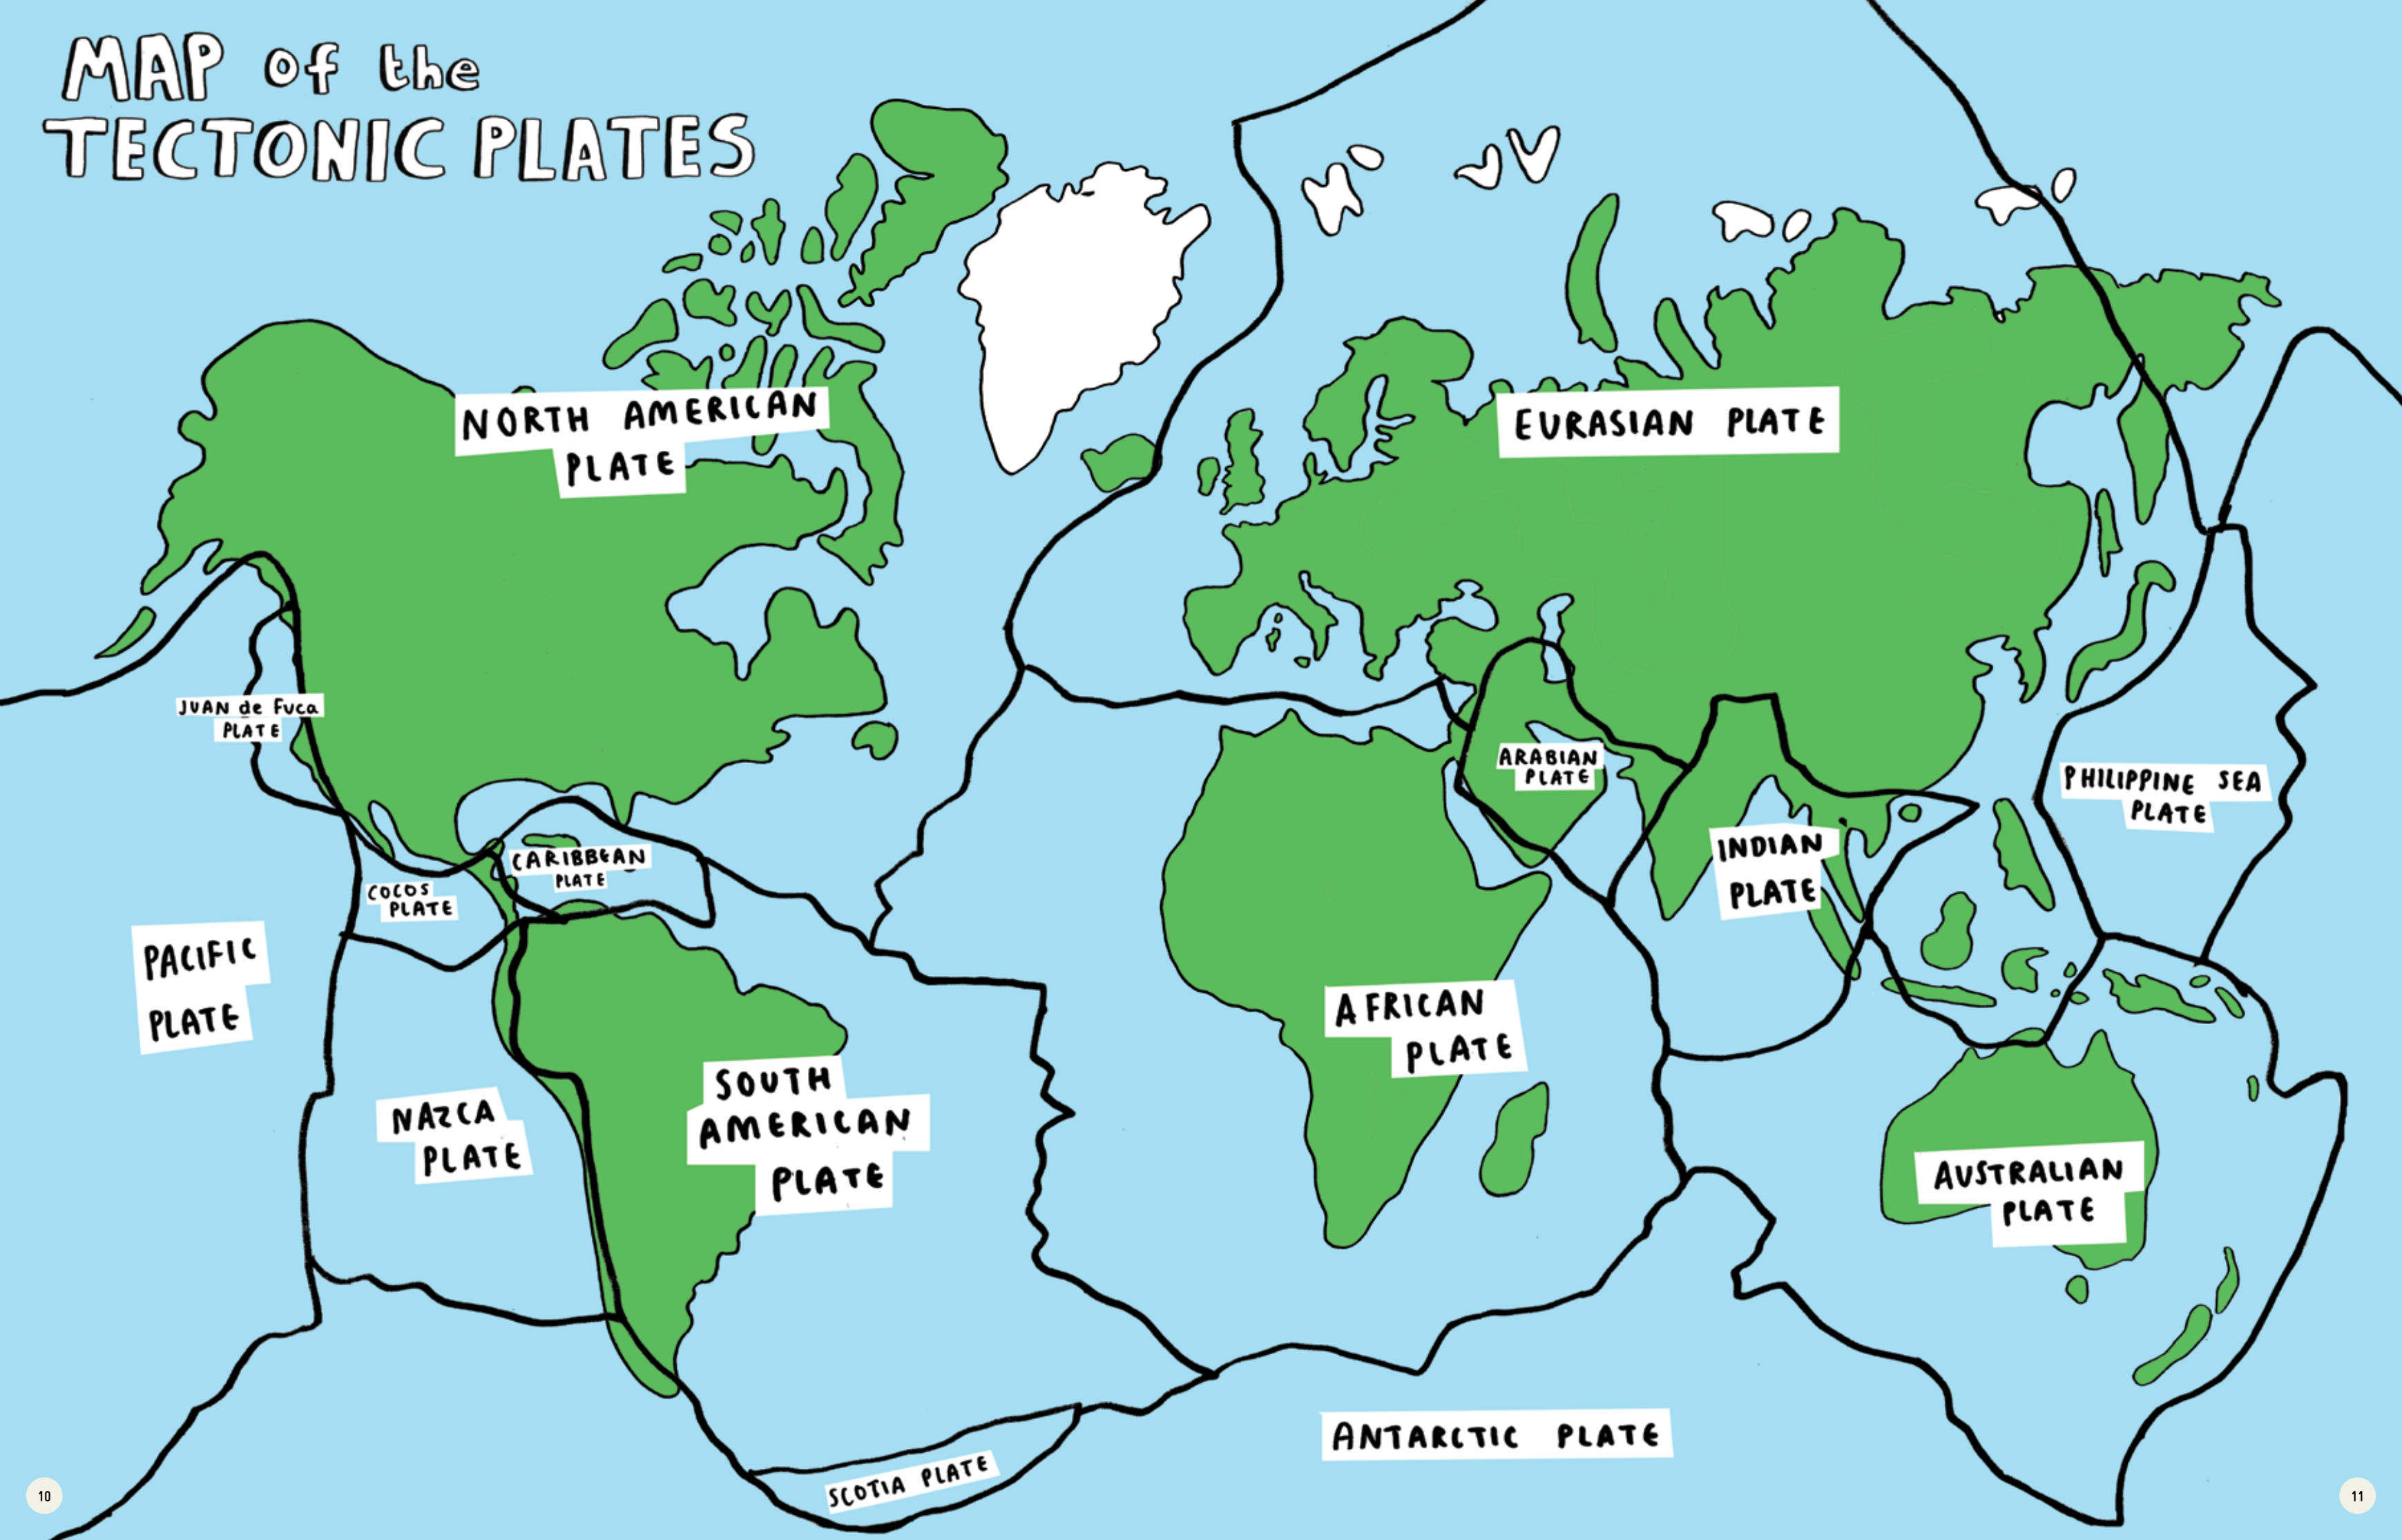 MAP of the
TECTONIC PLATES
NORTH AMERICAN
PLATE
EURASIAN PLATE
JUAN de Fuca
PLATE
ARABIAN
PLATE
PHILIPPINE SEA
PLATE
CARIBBEAN
PLATE
COCOS
PLATE
INDIAN
PLATE
PACIFIC
PLATE
AFRICAN
PLATE
NAZCA
PLATE
SOUTH
AMERICAN
PLATE
AUSTRALIAN
PLATE
ANTARCTIC PLATE
SCOTIA PLATE
10
11